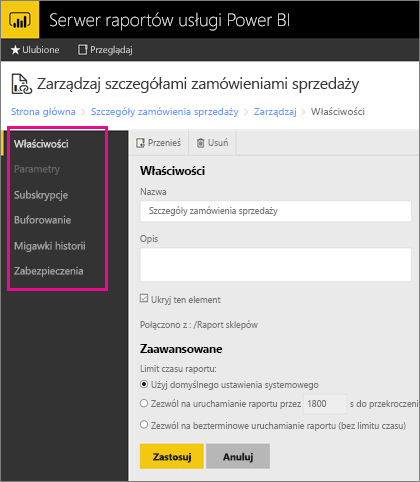 Serwer raportów usługi Power BI
Ulubione Przeglądaj
Zarządzaj szczegółami zamówieniami sprzedaży
Strona główna > Szczegóły zamówienia sprzedaży > Zarządzaj > Właściwości
Właściwości
Parametry
Subskrypcje
Buforowanie
Migawki historii
Zabezpieczenia
Przenieś Usuń
Właściwości
Nazwa
Szczegóły zamówienia sprzedaży
Opis
Ukryj ten element
Połączono z : /Raport sklepów
Zaawansowane
Limit czasu raportu:
Użyj domyślnego ustawienia systemowego
Zezwól na uruchamianie raportu przez 1800 s do przekroczeni
Zezwól na bezterminowe uruchamianie raportu (bez limitu czasu)
Zastosuj Anuluj